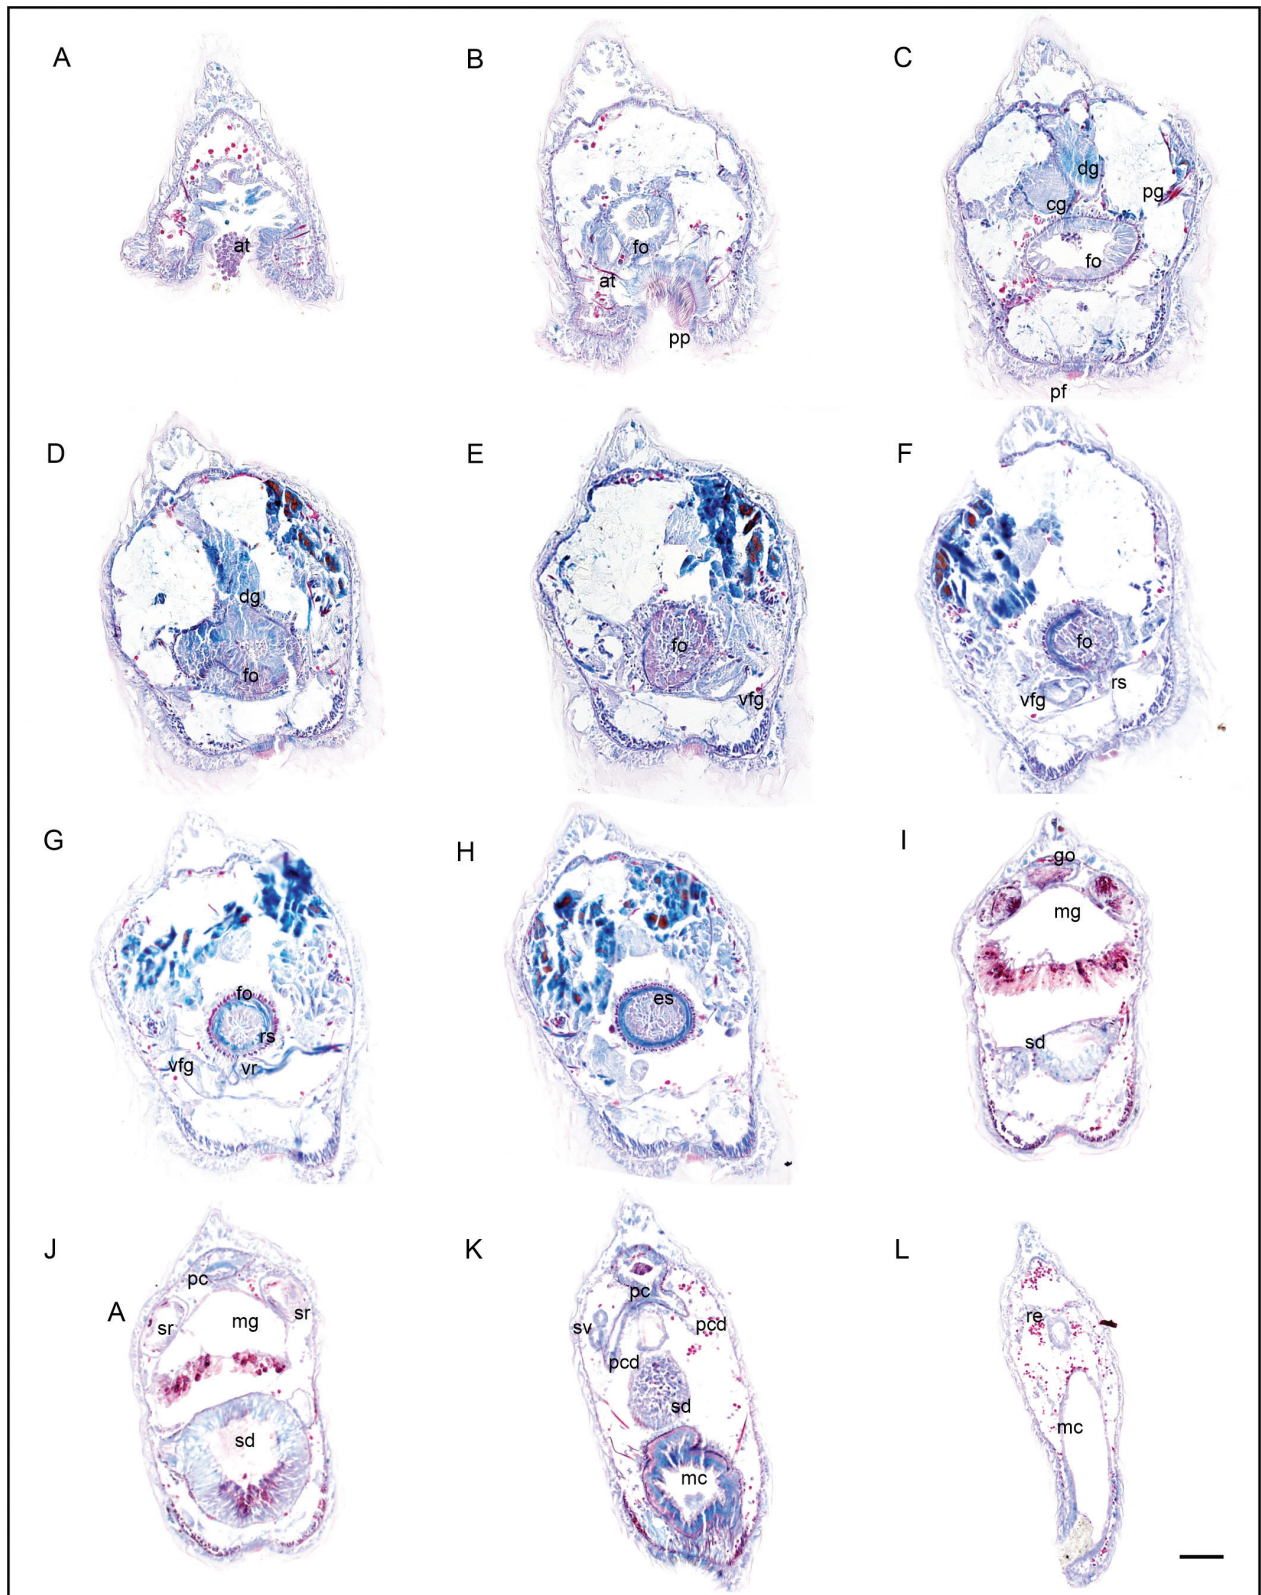 A
B
C
at
fo
at
pp
dg
cg
pg
fo
pf
D
E
F
dg
fo
fo
vfg
fo
vfg
rs
G
H
I
fo
rs
vfg
vr
es
go
mg
sd
J
K
L
pc
A
sr
mg
sr
sd
pc
sv
pcd
pcd
sd
mc
re
mc